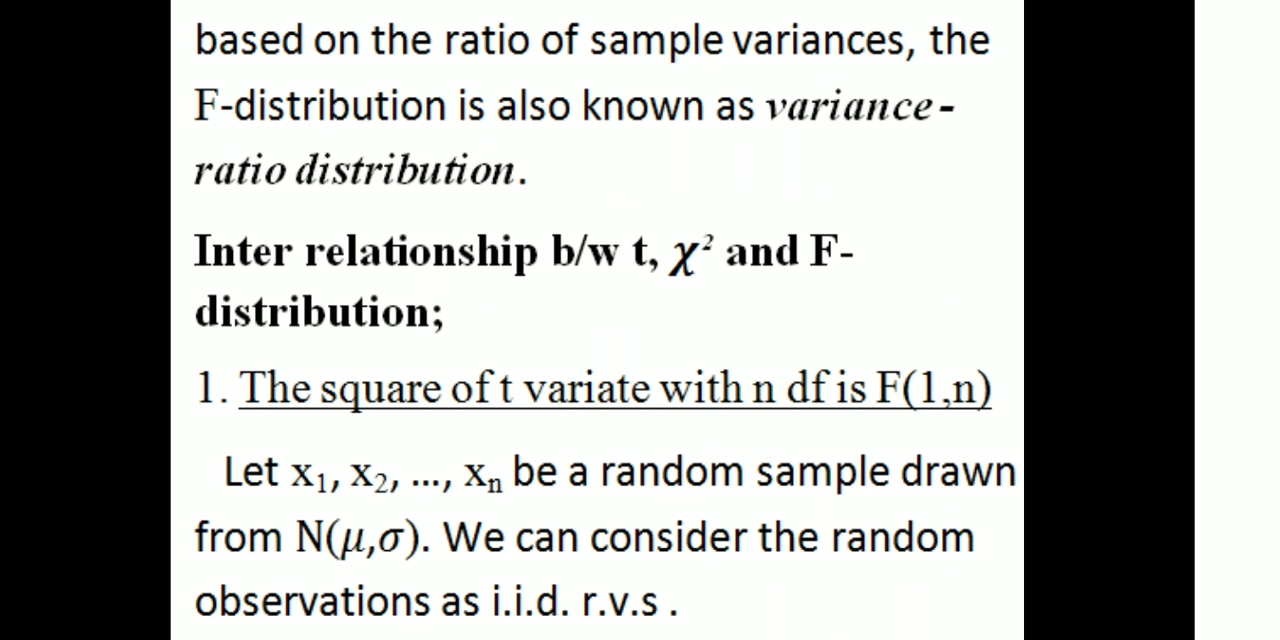 based on the ratio of sample variances, the
F-distribution is also known as variance-
ratio distribution.
Inter relationship b/w t, χ² and F-
distribution;
1. The square of t variate with n df is F(1,n)
Let x₁, x₂, ..., xₙ be a random sample drawn
from N(μ,σ). We can consider the random
observations as i.i.d. r.v.s .